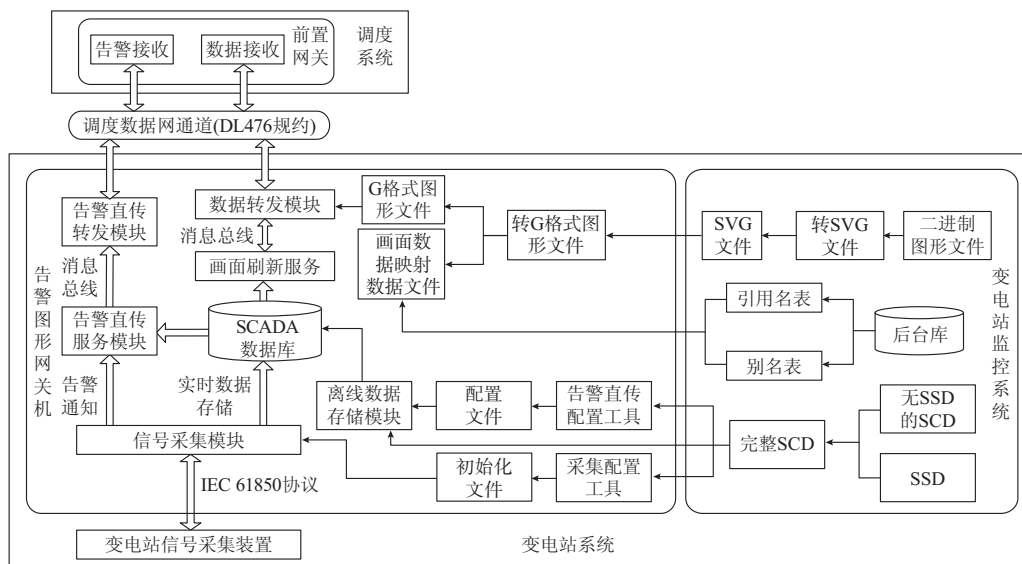 告警接收
数据接收
前置
网关
调度
系统
调度数据网通道(DL476规约)
告警直传
转发模块
数据转发模块
G格式图
形文件
转G格式图
形文件
SVG
文件
转SVG
文件
二进制
图形文件
消息总线
画面数
据映射
数据文件
消息
总线
画面刷新服务
告警图形网关机
告警直传
服务模块
SCADA
数据库
引用名表
别名表
后台库
变电站监控系统
告警
通知
实时数据
存储
离线数据
存储模块
配置
文件
告警直传
配置工具
无SSD
的SCD
信号采集模块
完整SCD
初始化
文件
采集配置
工具
SSD
IEC 61850协议
变电站信号采集装置
变电站系统